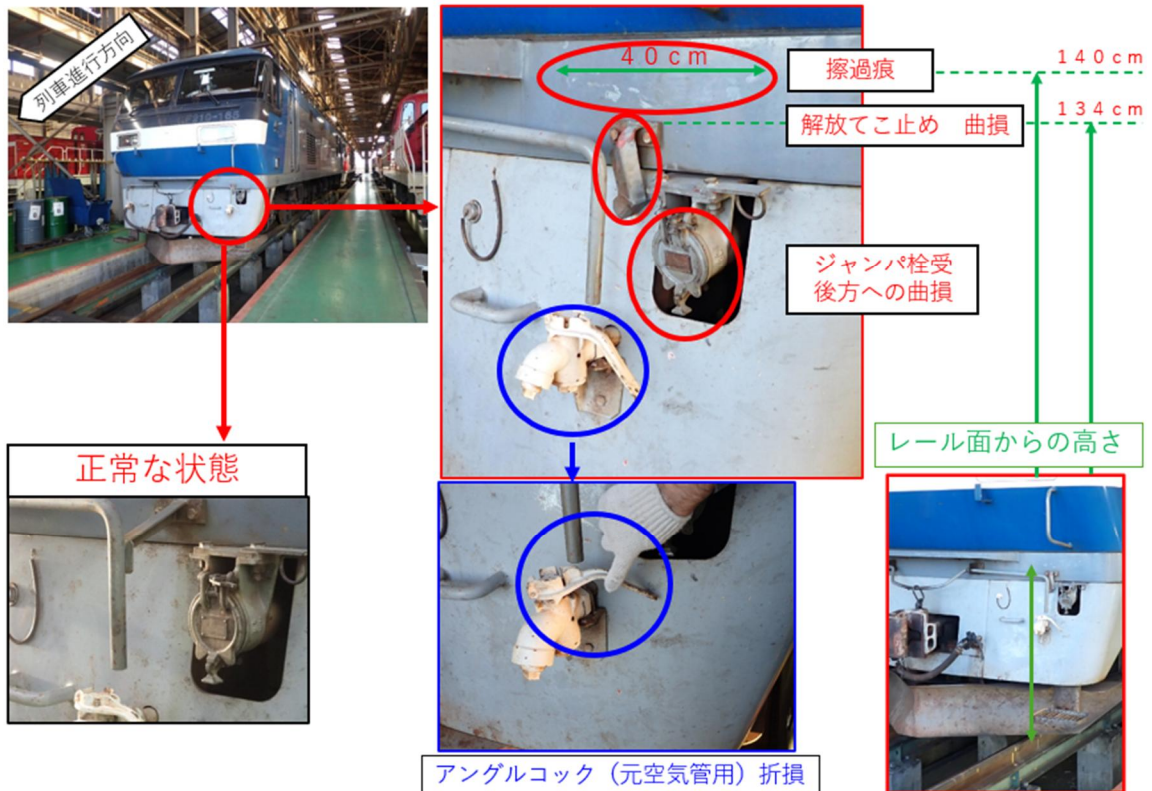 列車進行方向
40cm
擦過痕
140cm
解放てこ止め 曲損
134cm
ジャンパ栓受
後方への曲損
レール面からの高さ
正常な状態
アングルコック（元空気管用）折損